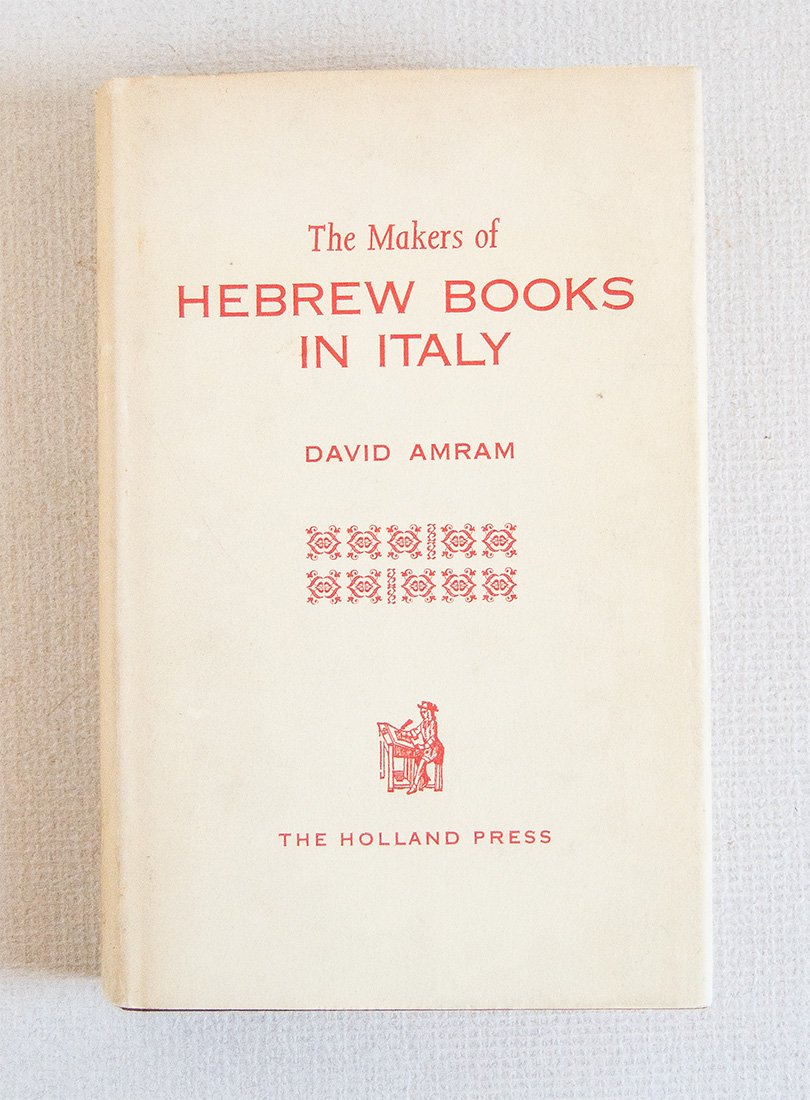 The Makers of
HEBREW BOOKS
IN ITALY
DAVID AMRAM
THE HOLLAND PRESS